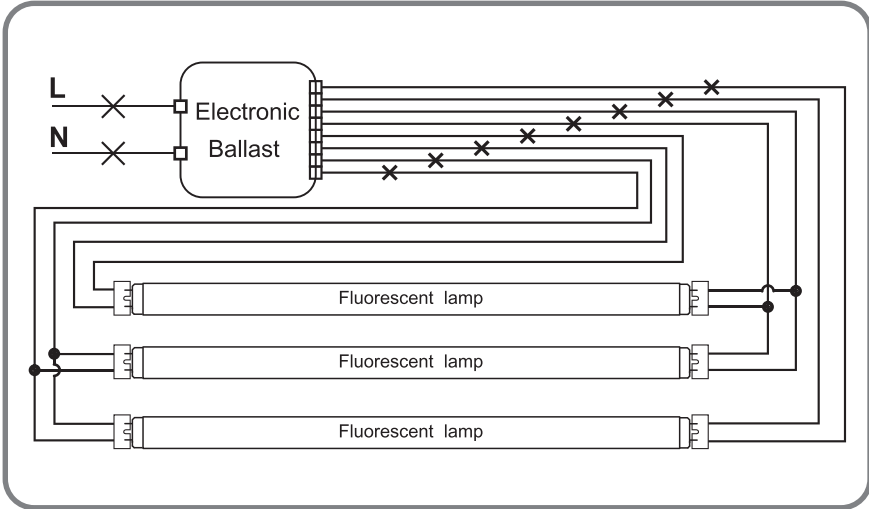 L
N
Electronic
Ballast
Fluorescent lamp
Fluorescent lamp
Fluorescent lamp